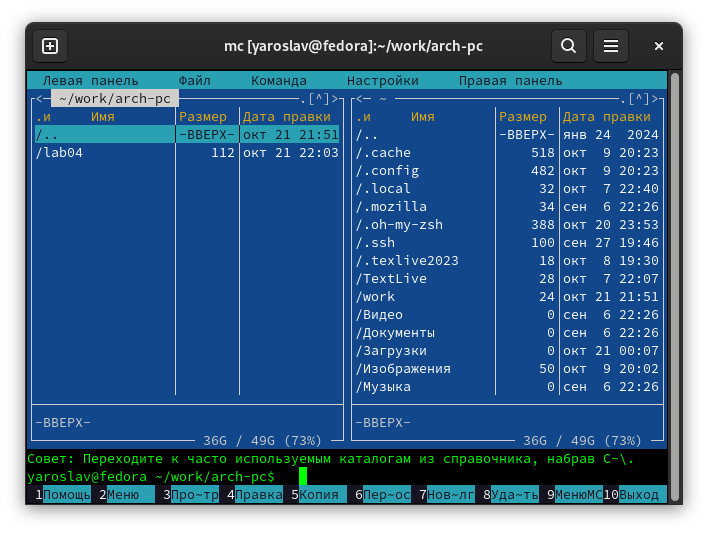 mc [yaroslav@fedora]:~/work/arch-pc
Левая панель Файл Команда Настройки Правая панель
<─ ~/work/arch-pc ─.[^]> <─ ~ ─.[^]>
.и Имя Размер Дата правки .и Имя Размер Дата правки
/.. -ВВЕРХ- окт 21 21:51 /.. -ВВЕРХ- янв 24 2024
/lab04 112 окт 21 22:03 /.cache 518 окт 9 20:23
/.config 482 окт 9 20:23
/.local 32 окт 7 22:40
/.mozilla 34 сен 6 22:26
/.oh-my-zsh 388 окт 20 23:53
/.ssh 100 сен 27 19:46
/.texlive2023 18 окт 8 19:30
/TextLive 28 окт 7 22:07
/work 24 окт 21 21:51
/Видео 0 сен 6 22:26
/Документы 0 сен 6 22:26
/Загрузки 0 окт 21 00:07
/Изображения 50 окт 9 20:02
/Музыка 0 сен 6 22:26
-ВВЕРХ- -ВВЕРХ-
36G / 49G (73%) 36G / 49G (73%)
Совет: Переходите к часто используемым каталогам из справочника, набрав C-\.
yaroslav@fedora ~/work/arch-pc$
1Помощь 2Меню 3Про~тр 4Правка 5Копия 6Пер~ос 7Нов~лг 8Уда~ть 9МенюMC 10Выход